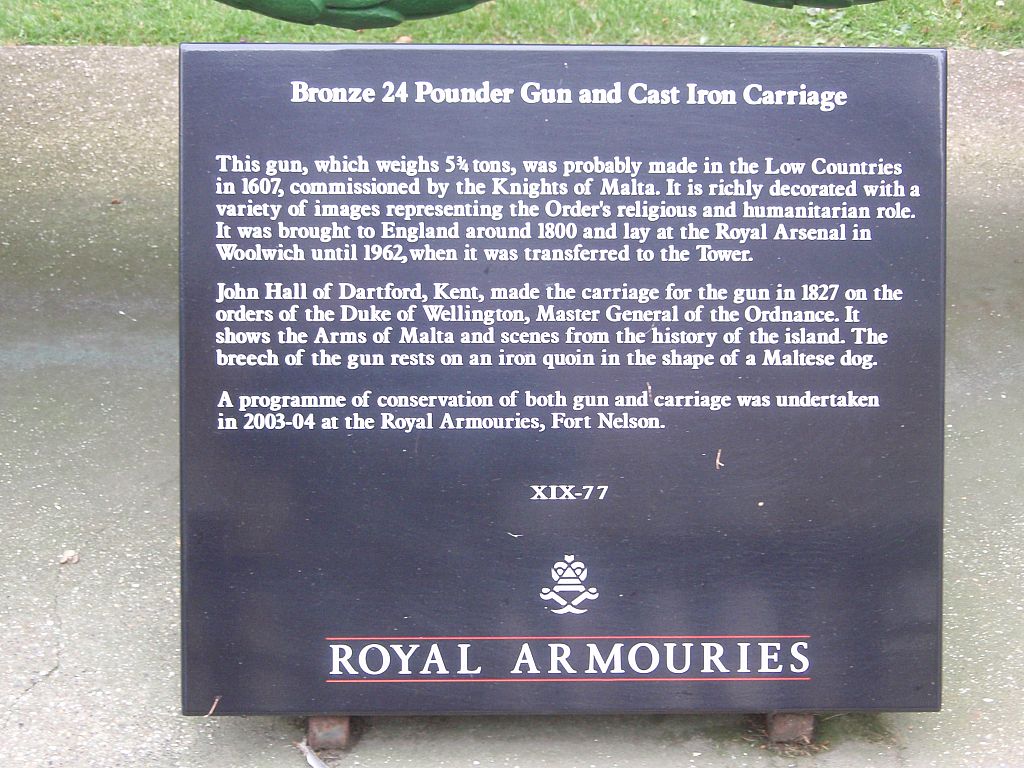 Bronze 24 Pounder Gun and Cast Iron Carriage
This gun, which weighs 5¾ tons, was probably made in the Low Countries
in 1607, commissioned by the Knights of Malta. It is richly decorated with a
variety of images representing the Order's religious and humanitarian role.
It was brought to England around 1800 and lay at the Royal Arsenal in
Woolwich until 1962, when it was transferred to the Tower.
John Hall of Dartford, Kent, made the carriage for the gun in 1827 on the
orders of the Duke of Wellington, Master General of the Ordnance. It
shows the Arms of Malta and scenes from the history of the island. The
breech of the gun rests on an iron quoin in the shape of a Maltese dog.
A programme of conservation of both gun and carriage was undertaken
in 2003-04 at the Royal Armouries, Fort Nelson.
XIX-77
ROYAL ARMOURIES